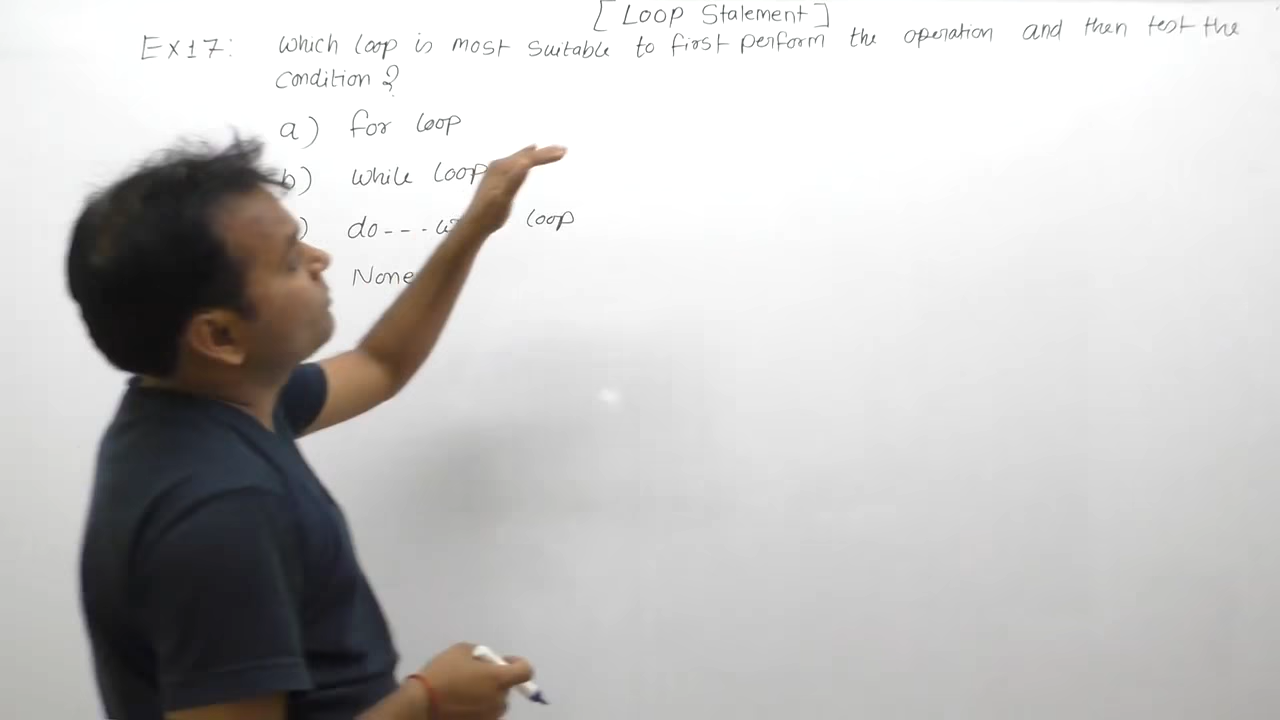 [Loop Statement]
Ex17: Which loop is most suitable to first perform the operation and then test the
condition?
a) for loop
b) while loop
) do---w loop
None